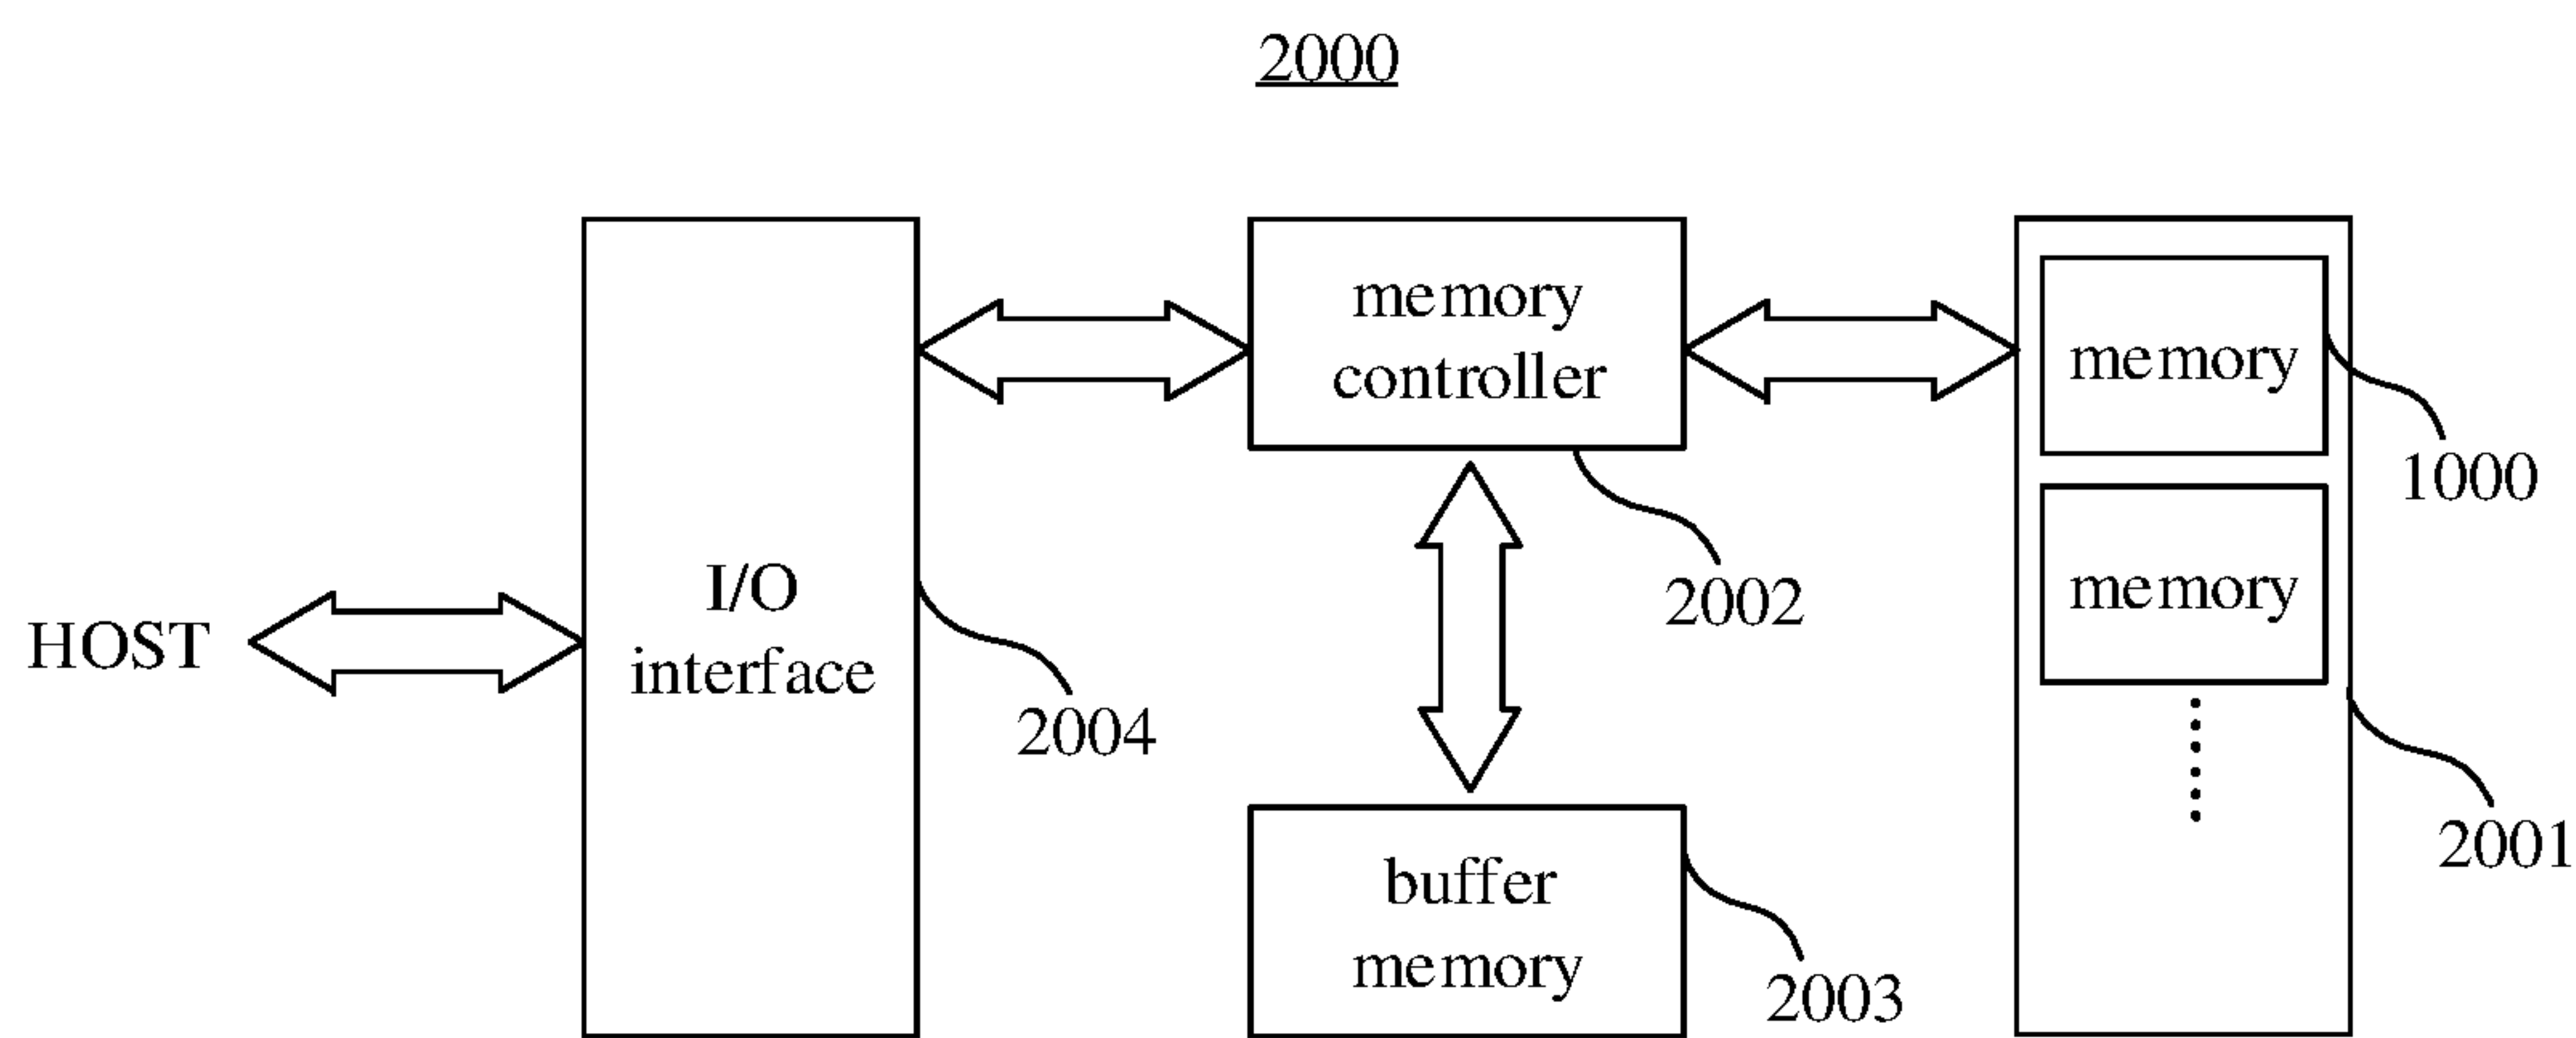 2000
HOST
I/O
interface
2004
memory
controller
2002
buffer
memory
2003
memory
1000
memory
2001